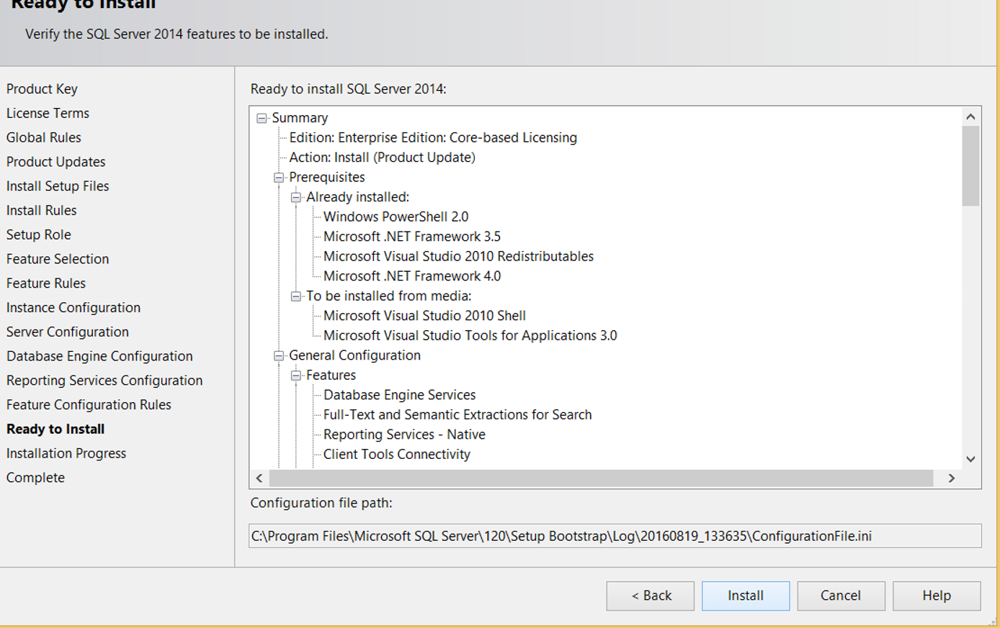 Ready to Install
Verify the SQL Server 2014 features to be installed.
Product Key
License Terms
Global Rules
Product Updates
Install Setup Files
Install Rules
Setup Role
Feature Selection
Feature Rules
Instance Configuration
Server Configuration
Database Engine Configuration
Reporting Services Configuration
Feature Configuration Rules
Ready to Install
Installation Progress
Complete
Ready to install SQL Server 2014:
Summary
Edition: Enterprise Edition: Core-based Licensing
Action: Install (Product Update)
Prerequisites
Already installed:
Windows PowerShell 2.0
Microsoft .NET Framework 3.5
Microsoft Visual Studio 2010 Redistributables
Microsoft .NET Framework 4.0
To be installed from media:
Microsoft Visual Studio 2010 Shell
Microsoft Visual Studio Tools for Applications 3.0
General Configuration
Features
Database Engine Services
Full-Text and Semantic Extractions for Search
Reporting Services - Native
Client Tools Connectivity
Configuration file path:
C:\Program Files\Microsoft SQL Server\120\Setup Bootstrap\Log\20160819_133635\ConfigurationFile.ini
< Back
Install
Cancel
Help